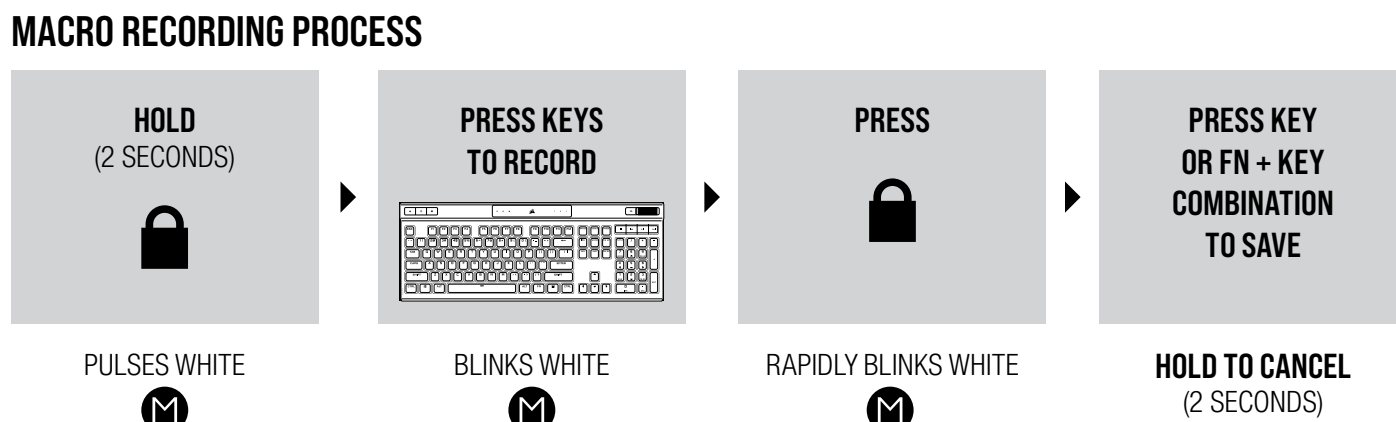 MACRO RECORDING PROCESS
HOLD
(2 SECONDS)
PRESS KEYS
TO RECORD
PRESS
PRESS KEY
OR FN + KEY
COMBINATION
TO SAVE
PULSES WHITE
M
BLINKS WHITE
M
RAPIDLY BLINKS WHITE
M
HOLD TO CANCEL
(2 SECONDS)